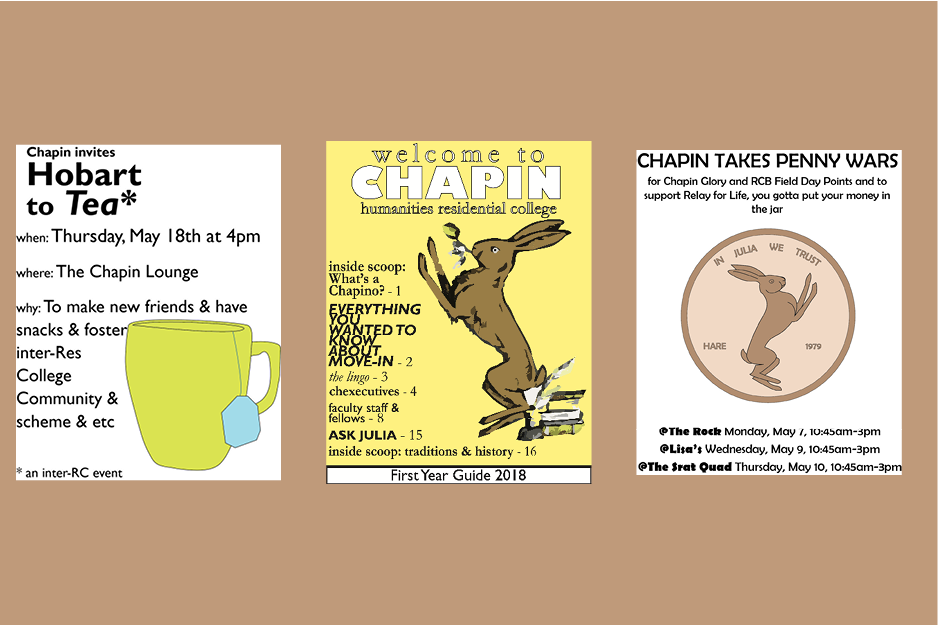 Chapin invites
Hobart
to Tea*
when: Thursday, May 18th at 4pm
where: The Chapin Lounge
why: To make new friends & have
snacks & foster
inter-Res
College
Community &
scheme & etc
* an inter-RC event
welcome to
CHAPIN
humanities residential college
inside scoop:
What's a
Chapino? - 1
EVERYTHING
YOU
WANTED TO
KNOW
ABOUT
MOVE-IN - 2
the lingo - 3
chexecutives - 4
faculty staff &
fellows - 8
ASK JULIA - 15
inside scoop: traditions & history - 16
First Year Guide 2018
CHAPIN TAKES PENNY WARS
for Chapin Glory and RCB Field Day Points and to
support Relay for Life, you gotta put your money in
the jar
IN JULIA WE TRUST
HARE 1979
@The Rock Monday, May 7, 10:45am-3pm
@Lisa's Wednesday, May 9, 10:45am-3pm
@The Srat Quad Thursday, May 10, 10:45am-3pm